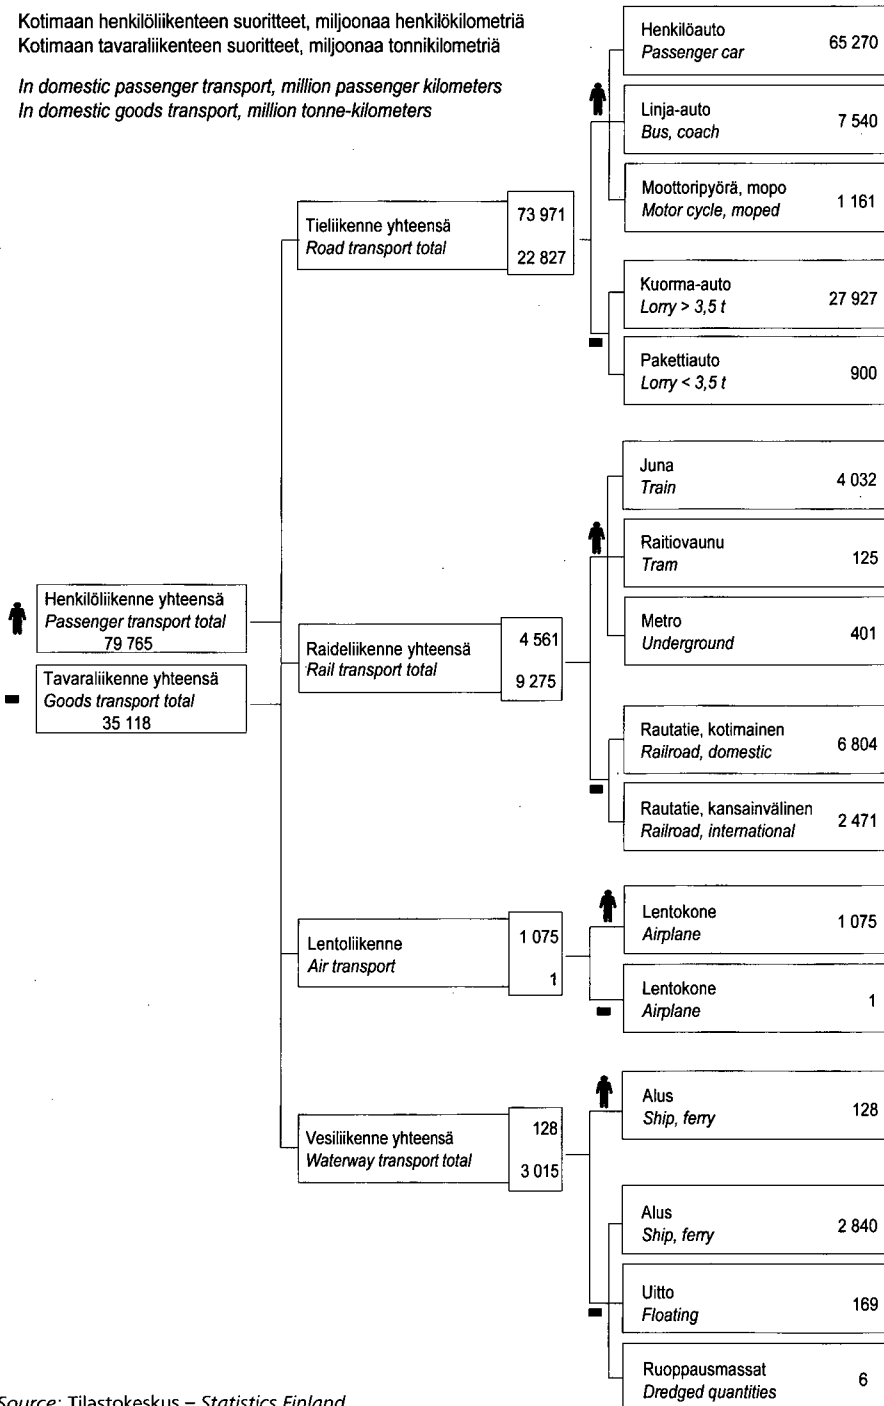 Kotimaan henkilöliikenteen suoritteet, miljoonaa henkilökilometriä
Kotimaan tavaraliikenteen suoritteet, miljoonaa tonnikilometriä
In domestic passenger transport, million passenger kilometers
In domestic goods transport, million tonne-kilometers
Henkilöliikenne yhteensä
Passenger transport total
79 765
Tavaraliikenne yhteensä
Goods transport total
35 118
Tieliikenne yhteensä
Road transport total
73 971
22 827
Henkilöauto
Passenger car
65 270
Linja-auto
Bus, coach
7 540
Moottoripyörä, mopo
Motor cycle, moped
1 161
Kuorma-auto
Lorry > 3,5 t
27 927
Pakettiauto
Lorry < 3,5 t
900
Raideliikenne yhteensä
Rail transport total
4 561
9 275
Juna
Train
4 032
Raitiovaunu
Tram
125
Metro
Underground
401
Rautatie, kotimainen
Railroad, domestic
6 804
Rautatie, kansainvälinen
Railroad, international
2 471
Lentoliikenne
Air transport
1 075
1
Lentokone
Airplane
1 075
Lentokone
Airplane
1
Vesiliikenne yhteensä
Waterway transport total
128
3 015
Alus
Ship, ferry
128
Alus
Ship, ferry
2 840
Uitto
Floating
169
Ruoppausmassat
Dredged quantities
6
Source: Tilastokeskus – Statistics Finland